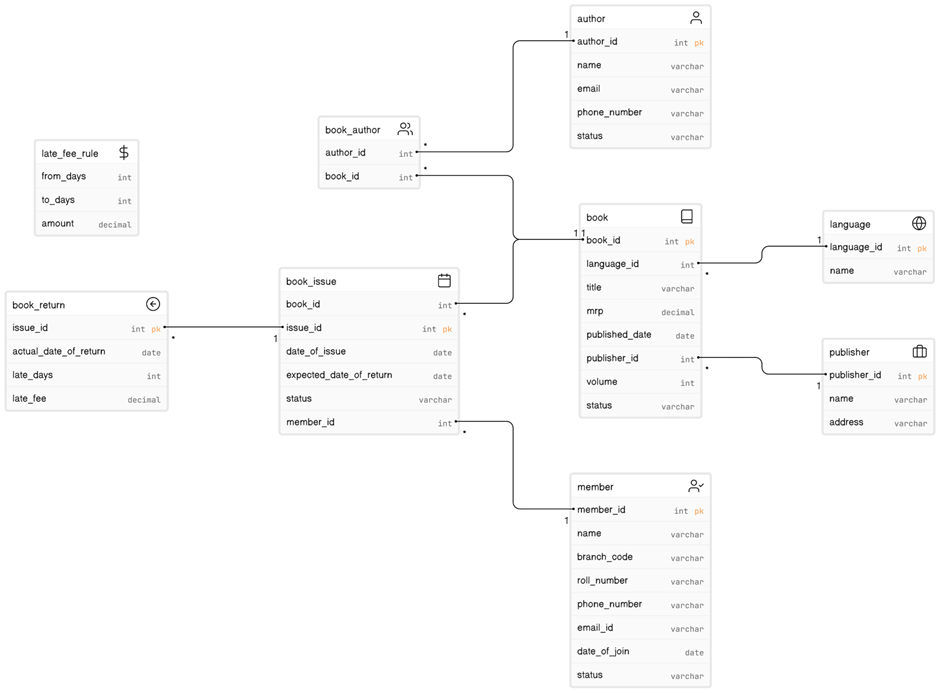 author
author_id int pk
name varchar
email varchar
phone_number varchar
status varchar
1
book_author
author_id int
book_id int
*
*
late_fee_rule
from_days int
to_days int
amount decimal
book
book_id int pk
language_id int
title varchar
mrp decimal
published_date date
publisher_id int
volume int
status varchar
1 1
*
*
language
language_id int pk
name varchar
1
book_issue
book_id int
issue_id int pk
date_of_issue date
expected_date_of_return date
status varchar
member_id int
*
1
*
book_return
issue_id int pk
actual_date_of_return date
late_days int
late_fee decimal
*
publisher
publisher_id int pk
name varchar
address varchar
1
member
member_id int pk
name varchar
branch_code varchar
roll_number varchar
phone_number varchar
email_id varchar
date_of_join date
status varchar
1